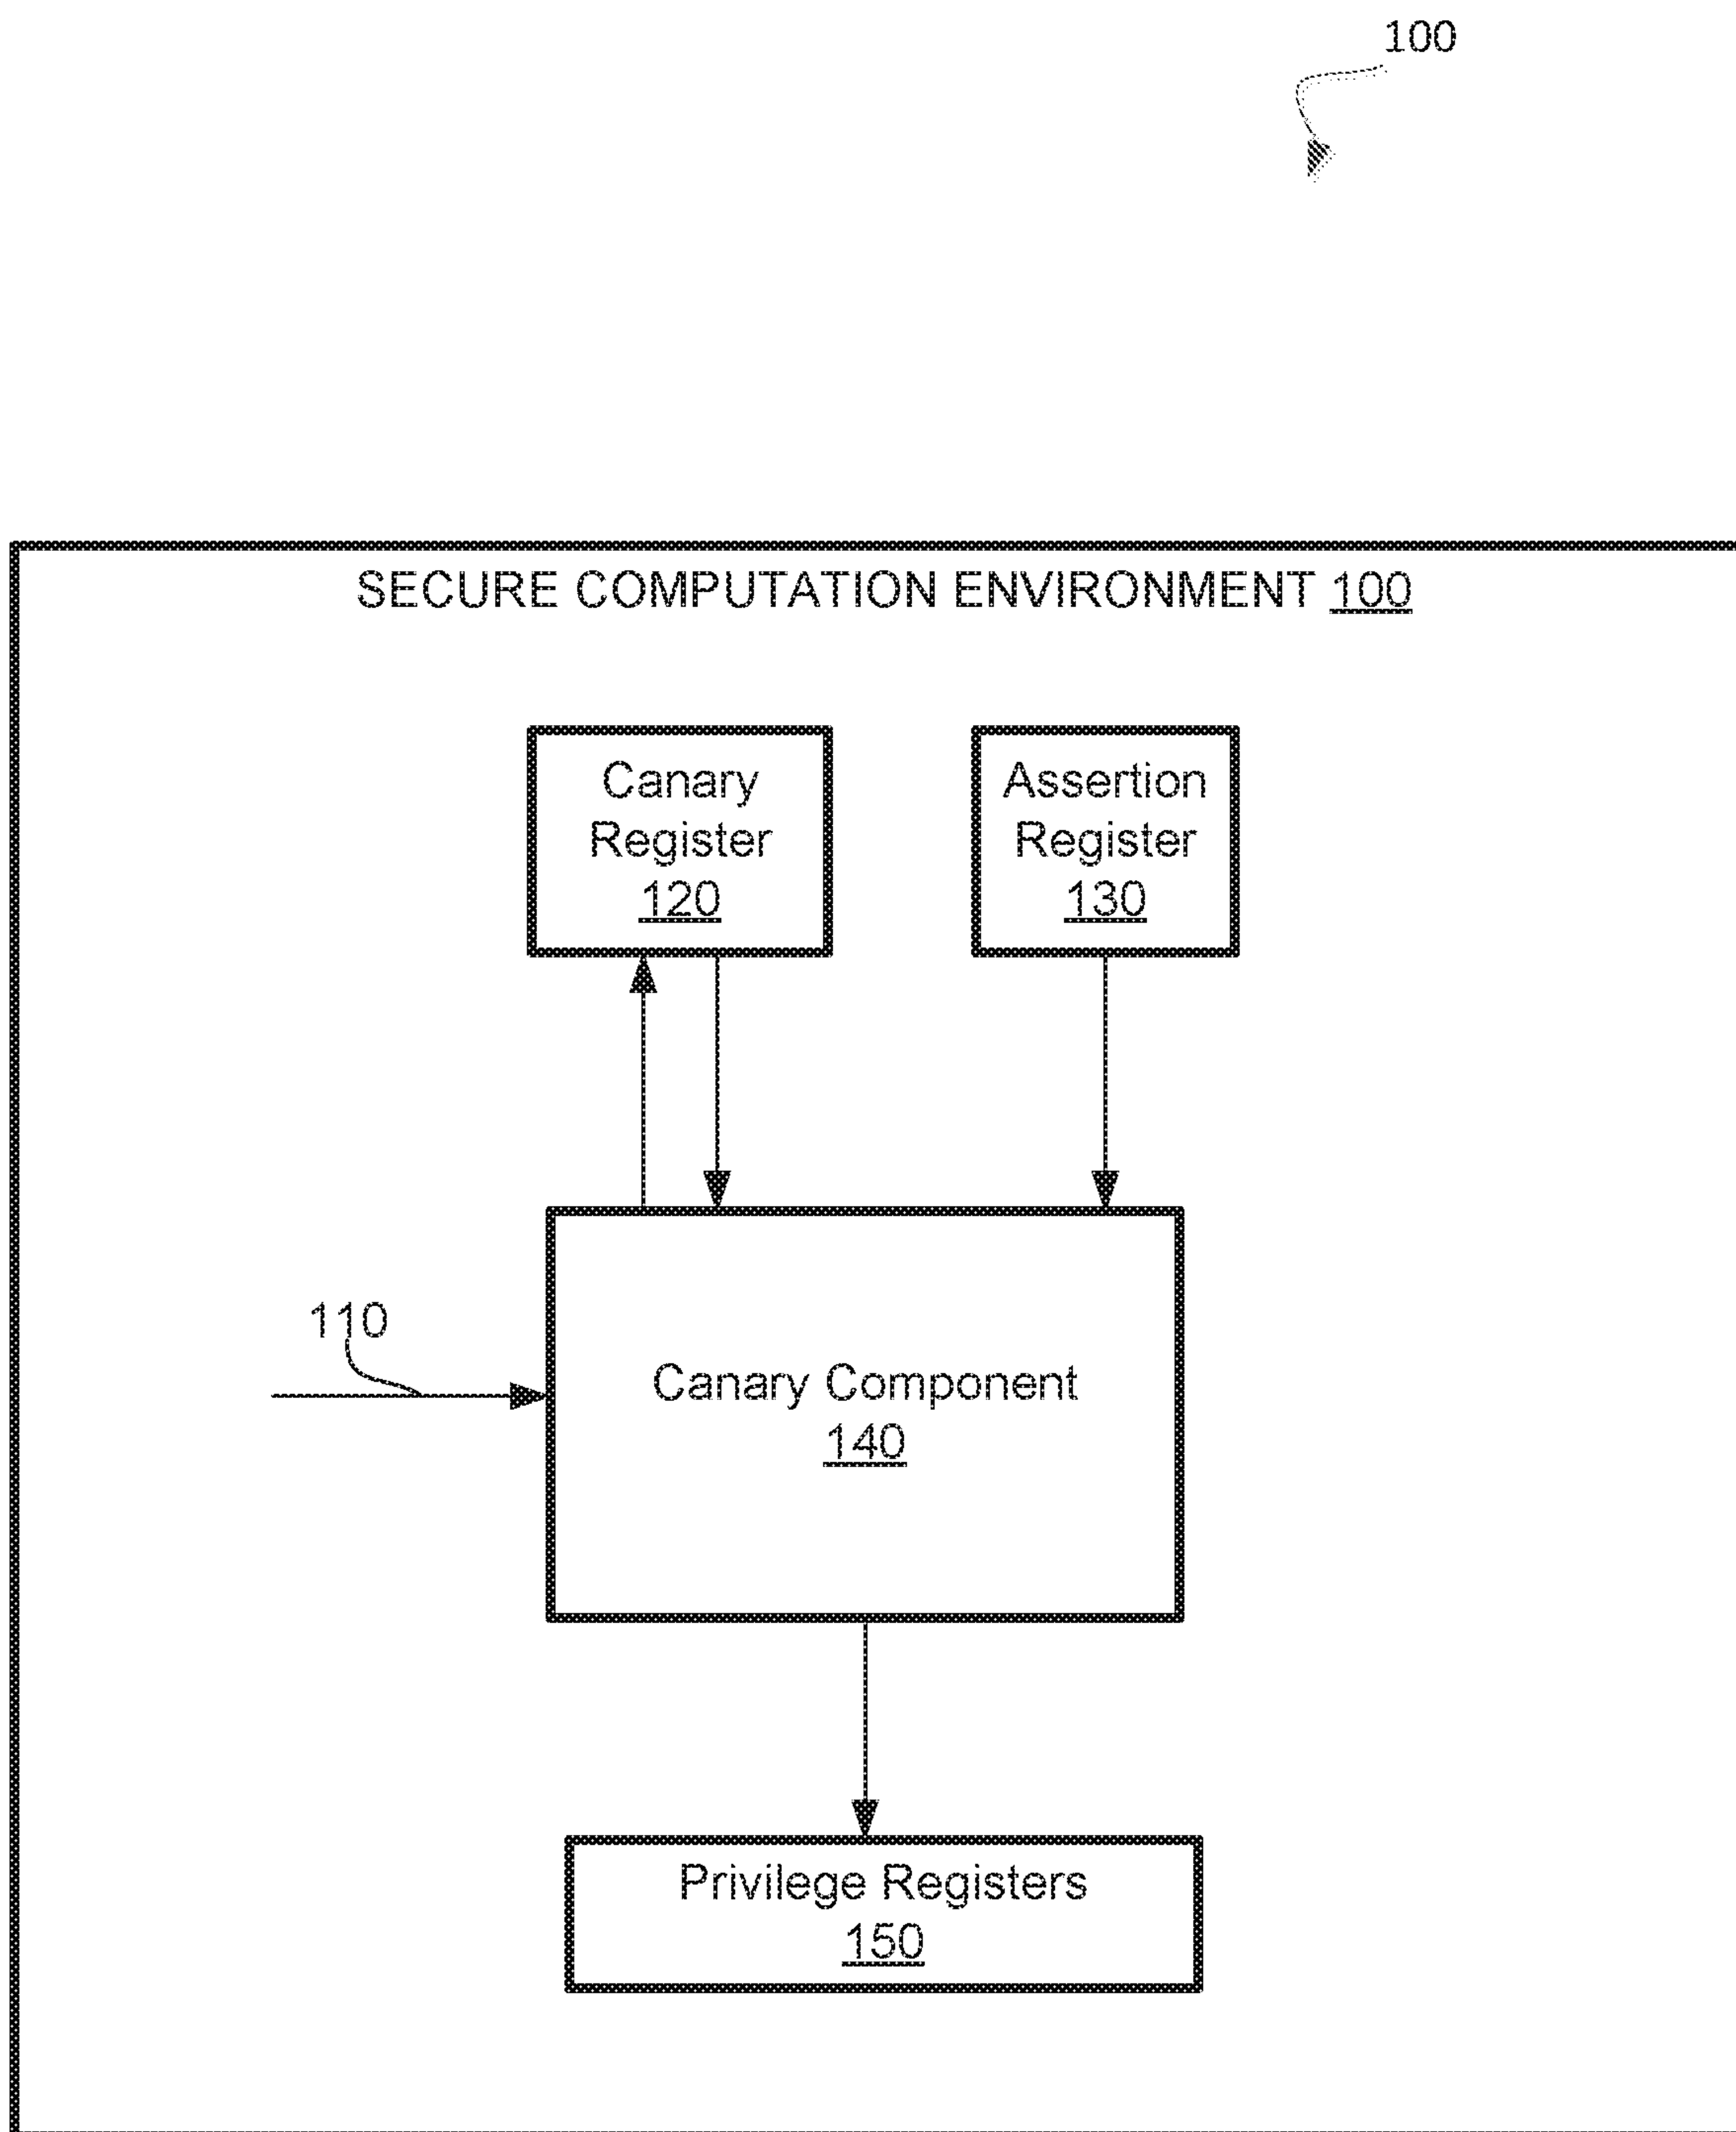 100
SECURE COMPUTATION ENVIRONMENT 100
Canary
Register
120
Assertion
Register
130
110
Canary Component
140
Privilege Registers
150